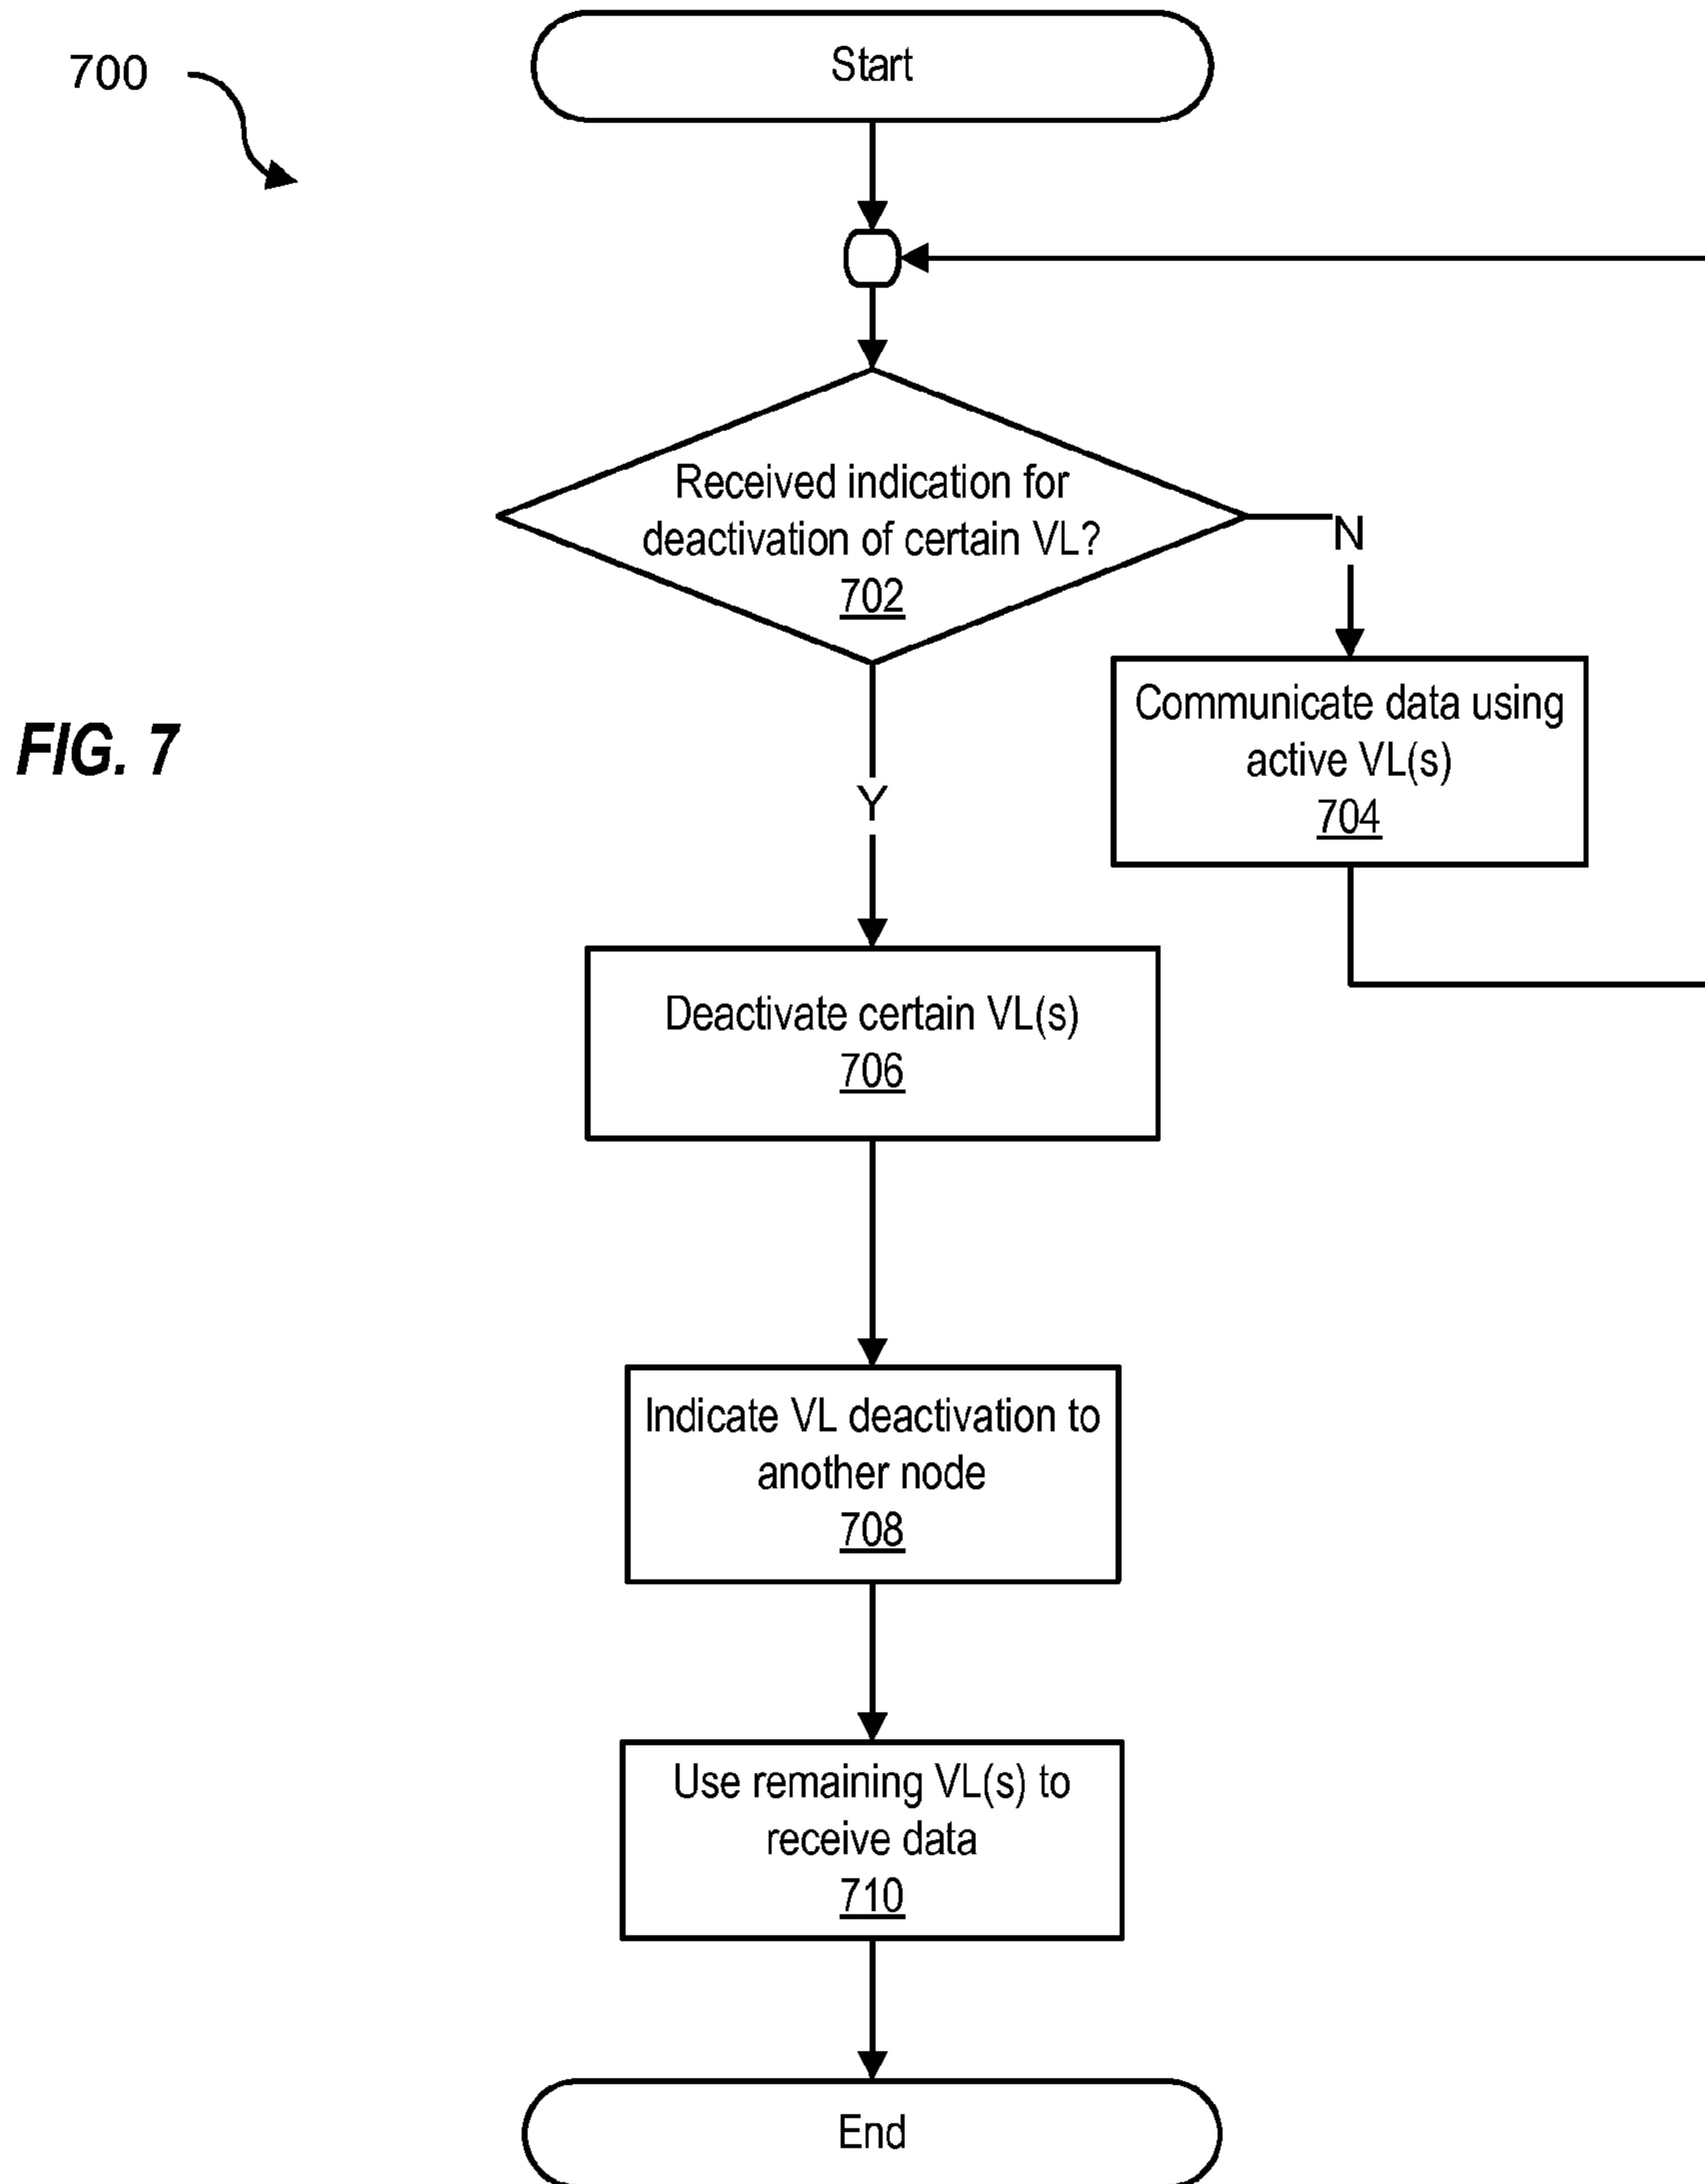 700
Start
Received indication for
deactivation of certain VL?
702
N
Communicate data using
active VL(s)
704
FIG. 7
Y
Deactivate certain VL(s)
706
Indicate VL deactivation to
another node
708
Use remaining VL(s) to
receive data
710
End